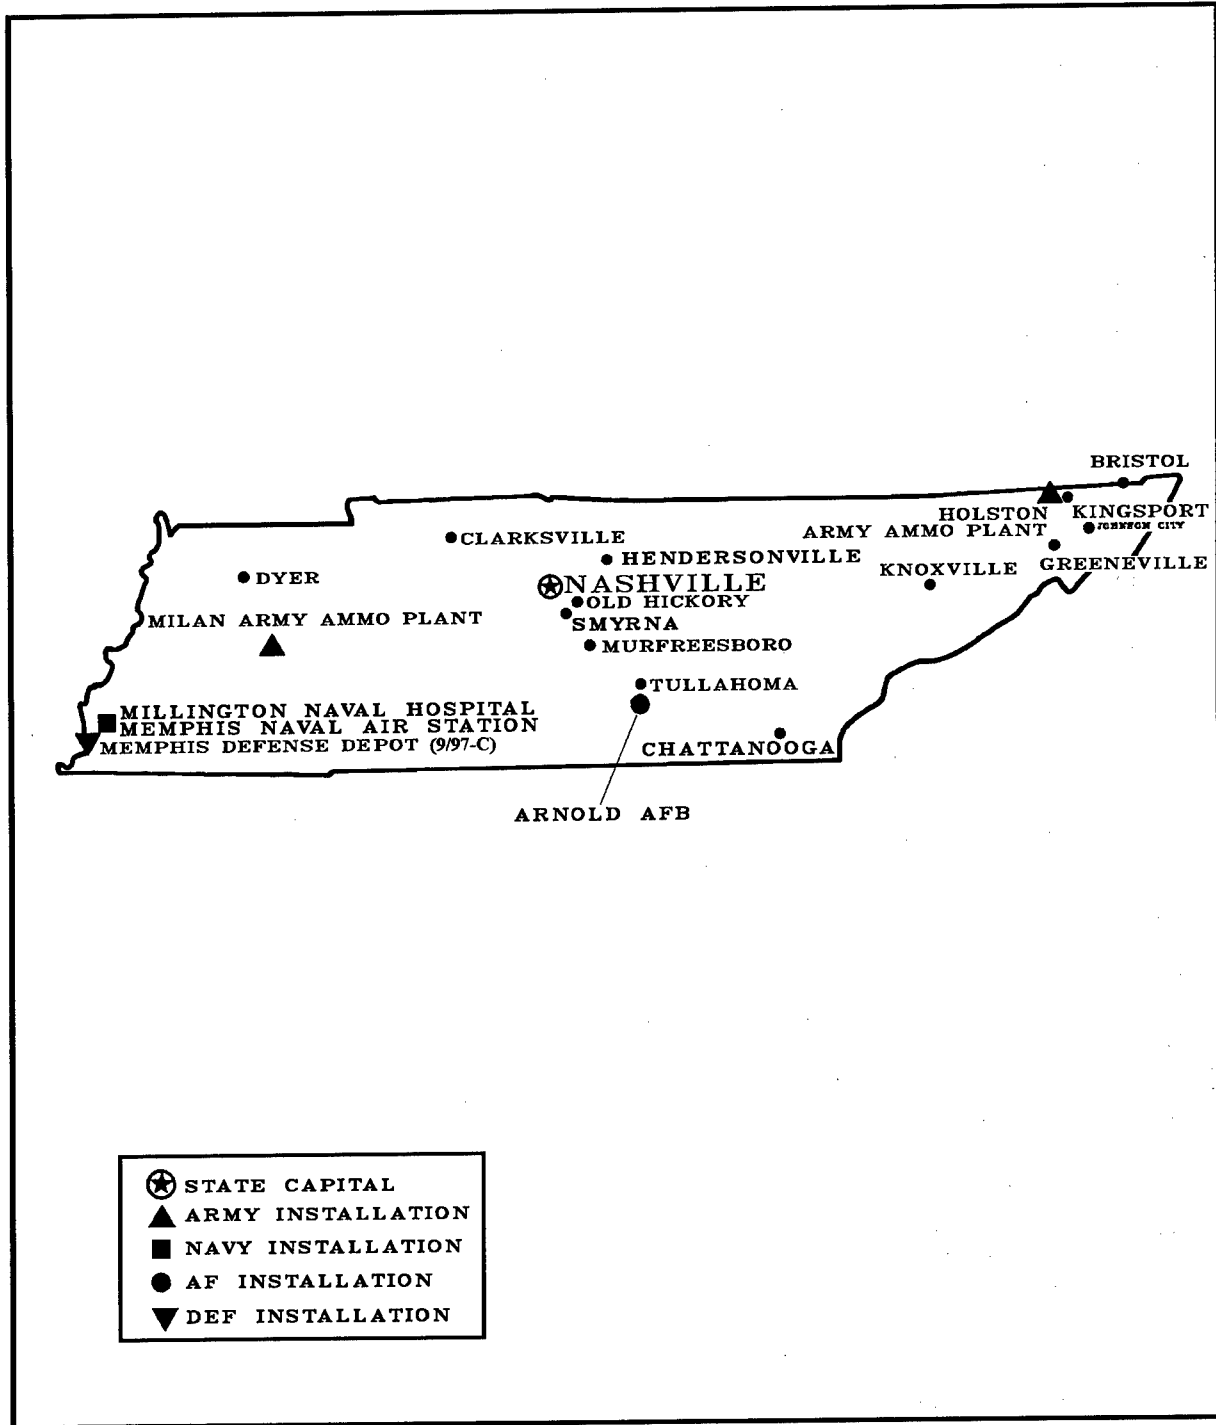 BRISTOL
HOLSTON
ARMY AMMO PLANT
KINGSPORT
JOHNSON CITY
CLARKSVILLE
HENDERSONVILLE
KNOXVILLE
GREENEVILLE
DYER
NASHVILLE
OLD HICKORY
MILAN ARMY AMMO PLANT
SMYRNA
MURFREESBORO
TULLAHOMA
MILLINGTON NAVAL HOSPITAL
MEMPHIS NAVAL AIR STATION
MEMPHIS DEFENSE DEPOT (9/97-C)
CHATTANOOGA
ARNOLD AFB
STATE CAPITAL
ARMY INSTALLATION
NAVY INSTALLATION
AF INSTALLATION
DEF INSTALLATION